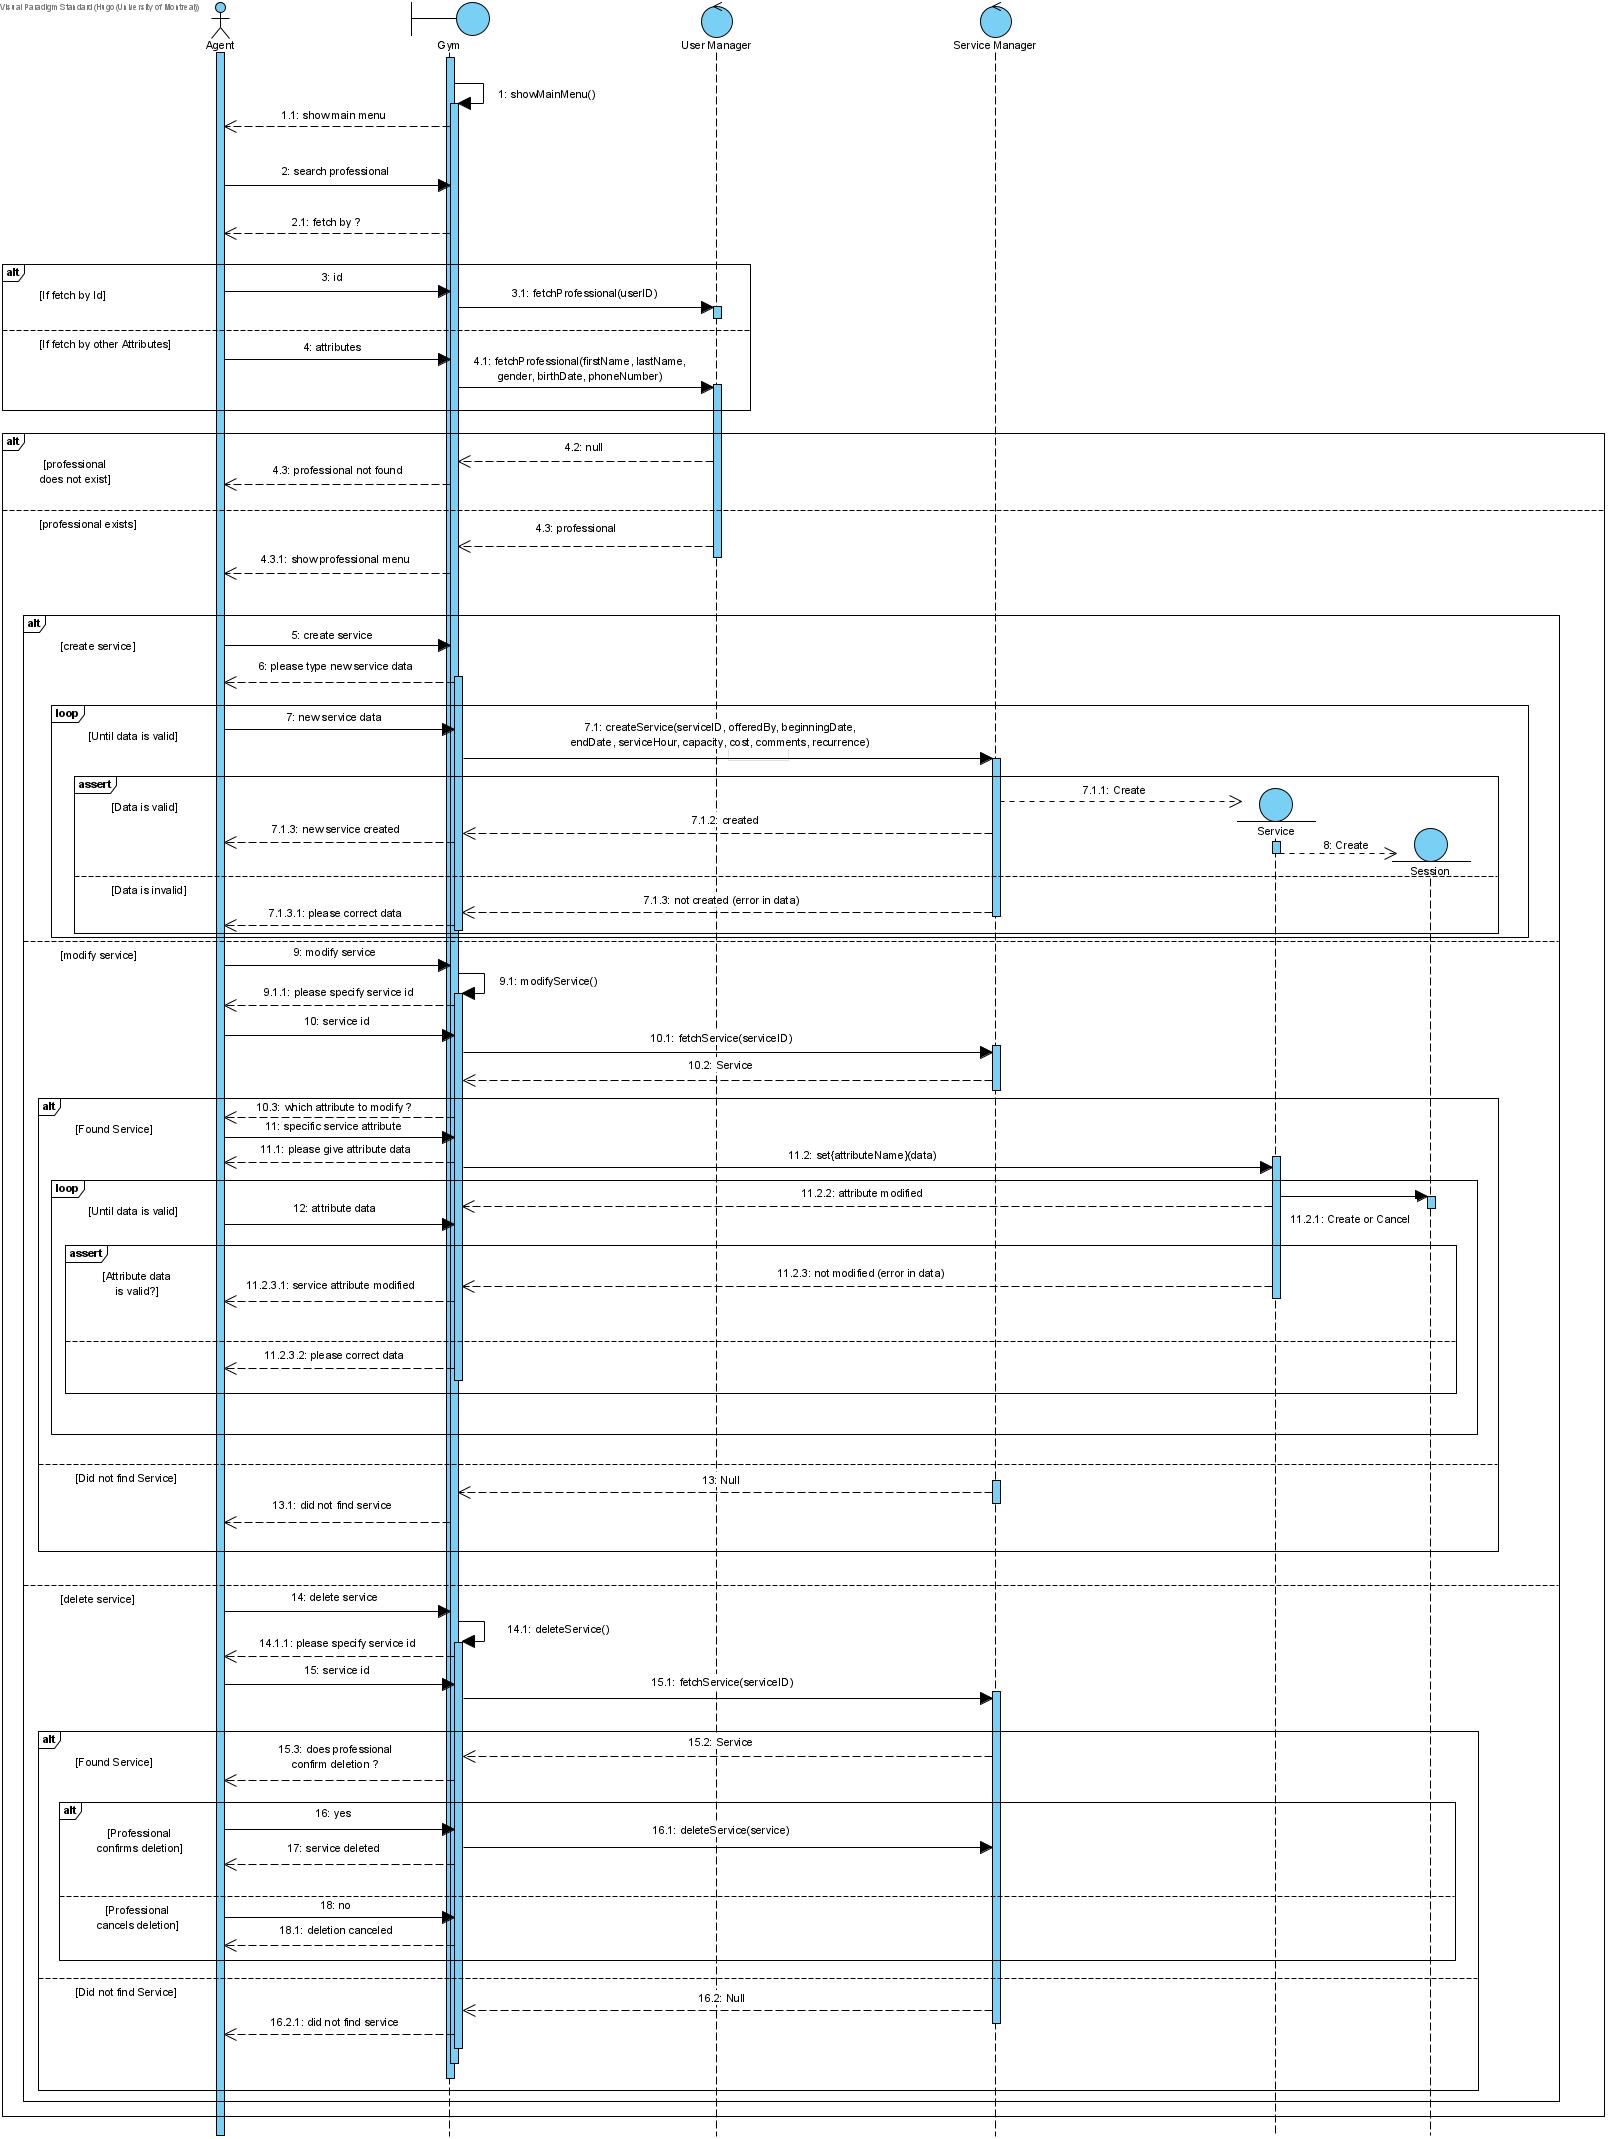 Visual Paradigm Standard (Hugo (University of Montreal))
Agent
Gym
User Manager
Service Manager
1: showMainMenu()
1.1: show main menu
2: search professional
2.1: fetch by ?
alt
3: id
[If fetch by Id]
3.1: fetchProfessional(userID)
[If fetch by other Attributes]
4: attributes
4.1: fetchProfessional(firstName, lastName,
gender, birthDate, phoneNumber)
alt
4.2: null
[professional
does not exist]
4.3: professional not found
[professional exists]
4.3: professional
4.3.1: show professional menu
alt
5: create service
[create service]
6: please type new service data
loop
7: new service data
[Until data is valid]
7.1: createService(serviceID, offeredBy, beginningDate,
endDate, serviceHour, capacity, cost, comments, recurrence)
assert
7.1.1: Create
[Data is valid]
7.1.2: created
7.1.3: new service created
Service
8: Create
Session
[Data is invalid]
7.1.3: not created (error in data)
7.1.3.1: please correct data
9: modify service
[modify service]
9.1: modifyService()
9.1.1: please specify service id
10: service id
10.1: fetchService(serviceID)
10.2: Service
alt
10.3: which attribute to modify ?
[Found Service]
11: specific service attribute
11.1: please give attribute data
11.2: set{attributeName}(data)
loop
11.2.2: attribute modified
[Until data is valid]
12: attribute data
11.2.1: Create or Cancel
assert
[Attribute data
is valid?]
11.2.3: not modified (error in data)
11.2.3.1: service attribute modified
11.2.3.2: please correct data
[Did not find Service]
13: Null
13.1: did not find service
14: delete service
[delete service]
14.1: deleteService()
14.1.1: please specify service id
15: service id
15.1: fetchService(serviceID)
alt
15.2: Service
[Found Service]
15.3: does professional
confirm deletion ?
alt
16: yes
[Professional
confirms deletion]
16.1: deleteService(service)
17: service deleted
18: no
[Professional
cancels deletion]
18.1: deletion canceled
[Did not find Service]
16.2: Null
16.2.1: did not find service